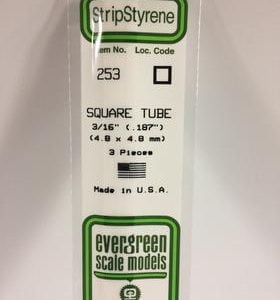 StripStyrene
Item No. Loc. Code
253
SQUARE TUBE
3/16" (.187")
(4.8 x 4.8 mm)
3 Pieces
Made in U.S.A.
evergreen
scale models